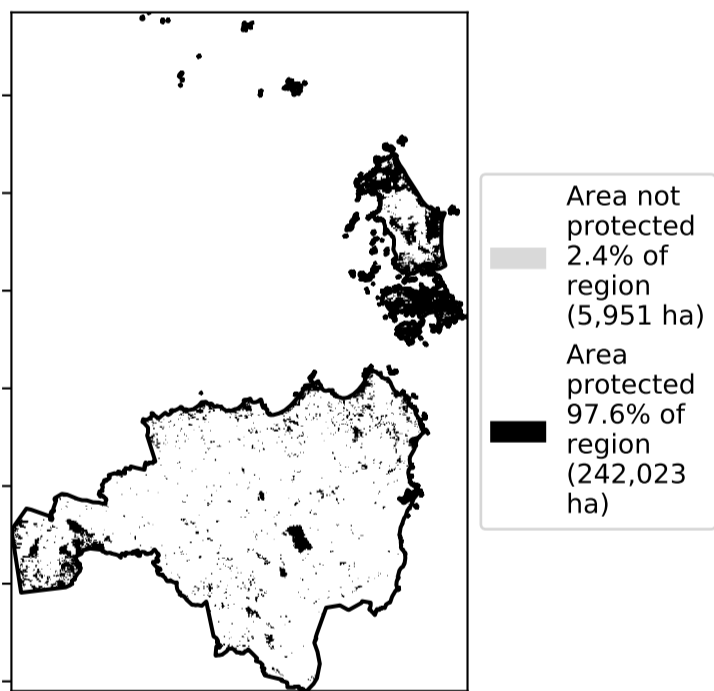 Area not
protected
2.4% of
region
(5,951 ha)
Area
protected
97.6% of
region
(242,023
ha)